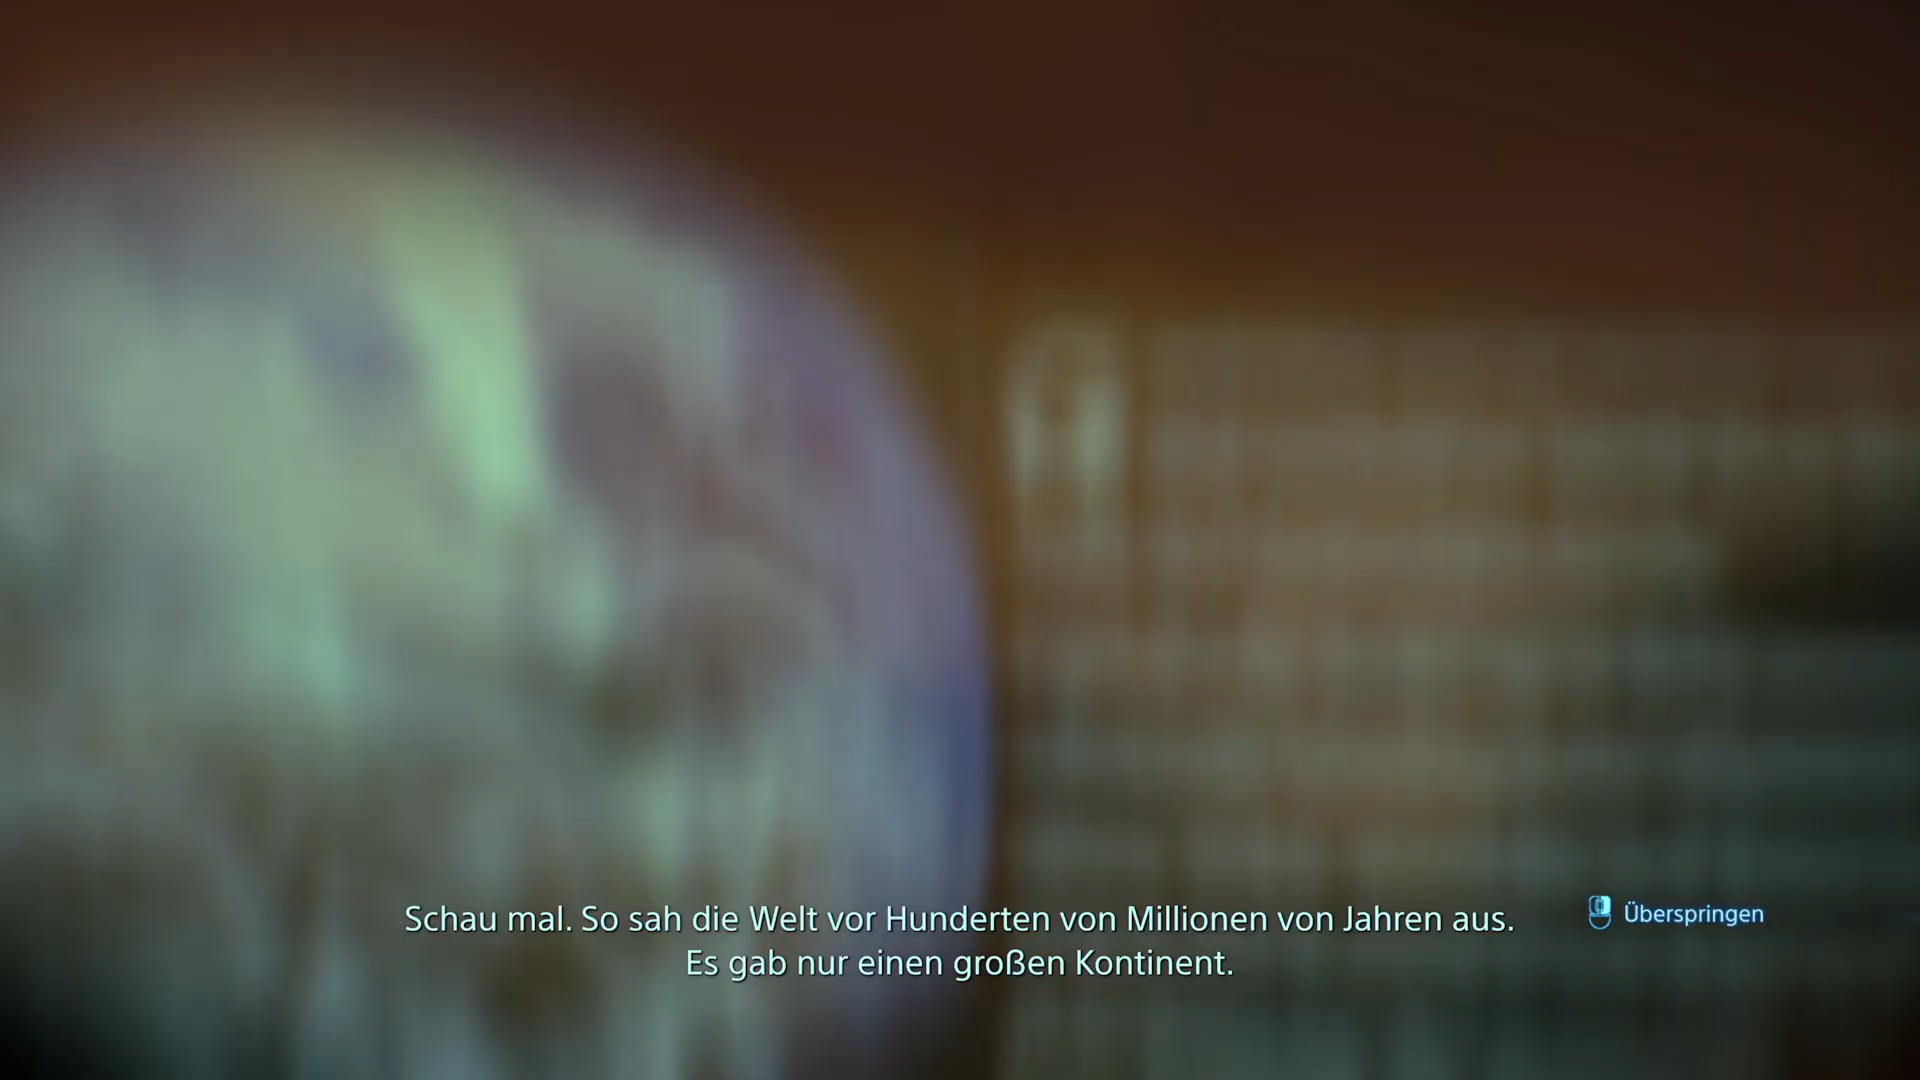 Schau mal. So sah die Welt vor Hunderten von Millionen von Jahren aus.
Es gab nur einen großen Kontinent.
Überspringen